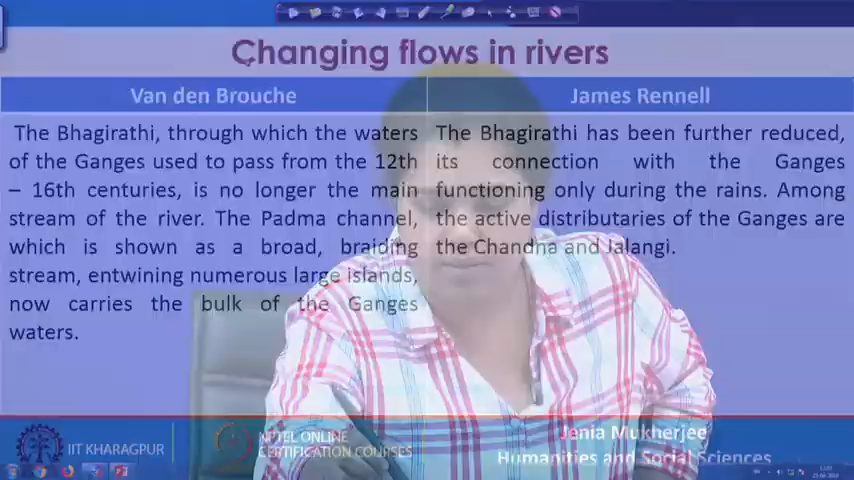 Changing flows in rivers
Van den Brouche
James Rennell
The Bhagirathi, through which the waters
of the Ganges used to pass from the 12th
– 16th centuries, is no longer the main
stream of the river. The Padma channel,
which is shown as a broad, braiding
stream, entwining numerous large islands,
now carries the bulk of the Ganges
waters.
The Bhagirathi has been further reduced,
its connection with the Ganges
functioning only during the rains. Among
the active distributaries of the Ganges are
the Chandna and Jalangi.
IIT KHARAGPUR
NPTEL ONLINE
CERTIFICATION COURSES
Jenia Mukherjee
Humanities and Social Sciences